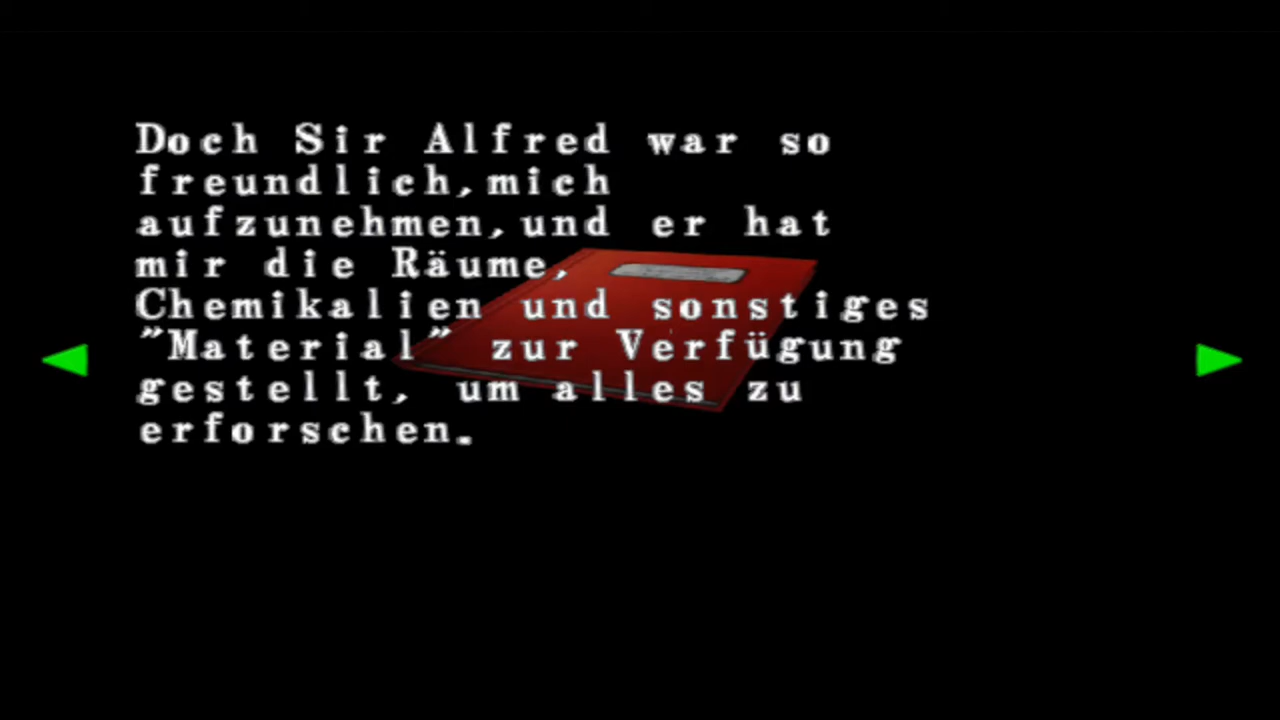 Doch Sir Alfred war so
freundlich,mich
aufzunehmen,und er hat
mir die Räume,
Chemikalien und sonstiges
"Material" zur Verfügung
gestellt, um alles zu
erforschen.